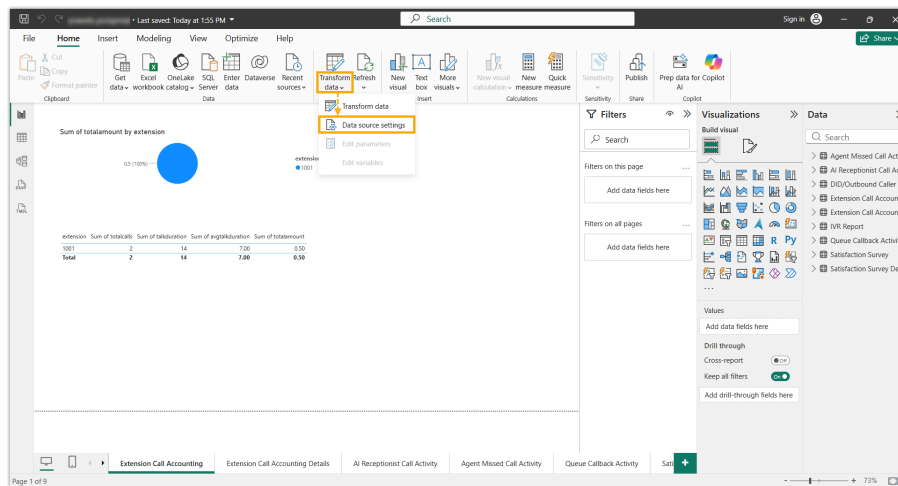 • Last saved: Today at 1:55 PM
Search
Sign in
File Home Insert Modeling View Optimize Help
Share
Paste
Cut
Copy
Format painter
Get data
Excel workbook
OneLake catalog
SQL Server
Enter data
Dataverse
Recent sources
Transform data
Refresh
New visual
Text box
More visuals
New visual calculation
New measure
Quick measure
Sensitivity
Publish
Prep data for AI
Copilot
Clipboard
Data
Insert
Calculations
Sensitivity
Share
Copilot
Transform data
Data source settings
Edit parameters
Edit variables
Sum of totalamount by extension
0.5 (100%)
extension
1001
extension Sum of totalcalls Sum of talkduration Sum of avgtalkduration Sum of totalamount
1001 2 14 7.00 0.50
Total 2 14 7.00 0.50
Filters
Search
Filters on this page
Add data fields here
Filters on all pages
Add data fields here
Visualizations
Build visual
R Py
Values
Add data fields here
Drill through
Cross-report
Off
Keep all filters
On
Add drill-through fields here
Data
Search
Agent Missed Call Act
AI Receptionist Call Ac
DID/Outbound Caller
Extension Call Accoun
Extension Call Accoun
IVR Report
Queue Callback Activi
Satisfaction Survey
Satisfaction Survey De
Extension Call Accounting
Extension Call Accounting Details
AI Receptionist Call Activity
Agent Missed Call Activity
Queue Callback Activity
Sati
Page 1 of 9
73%